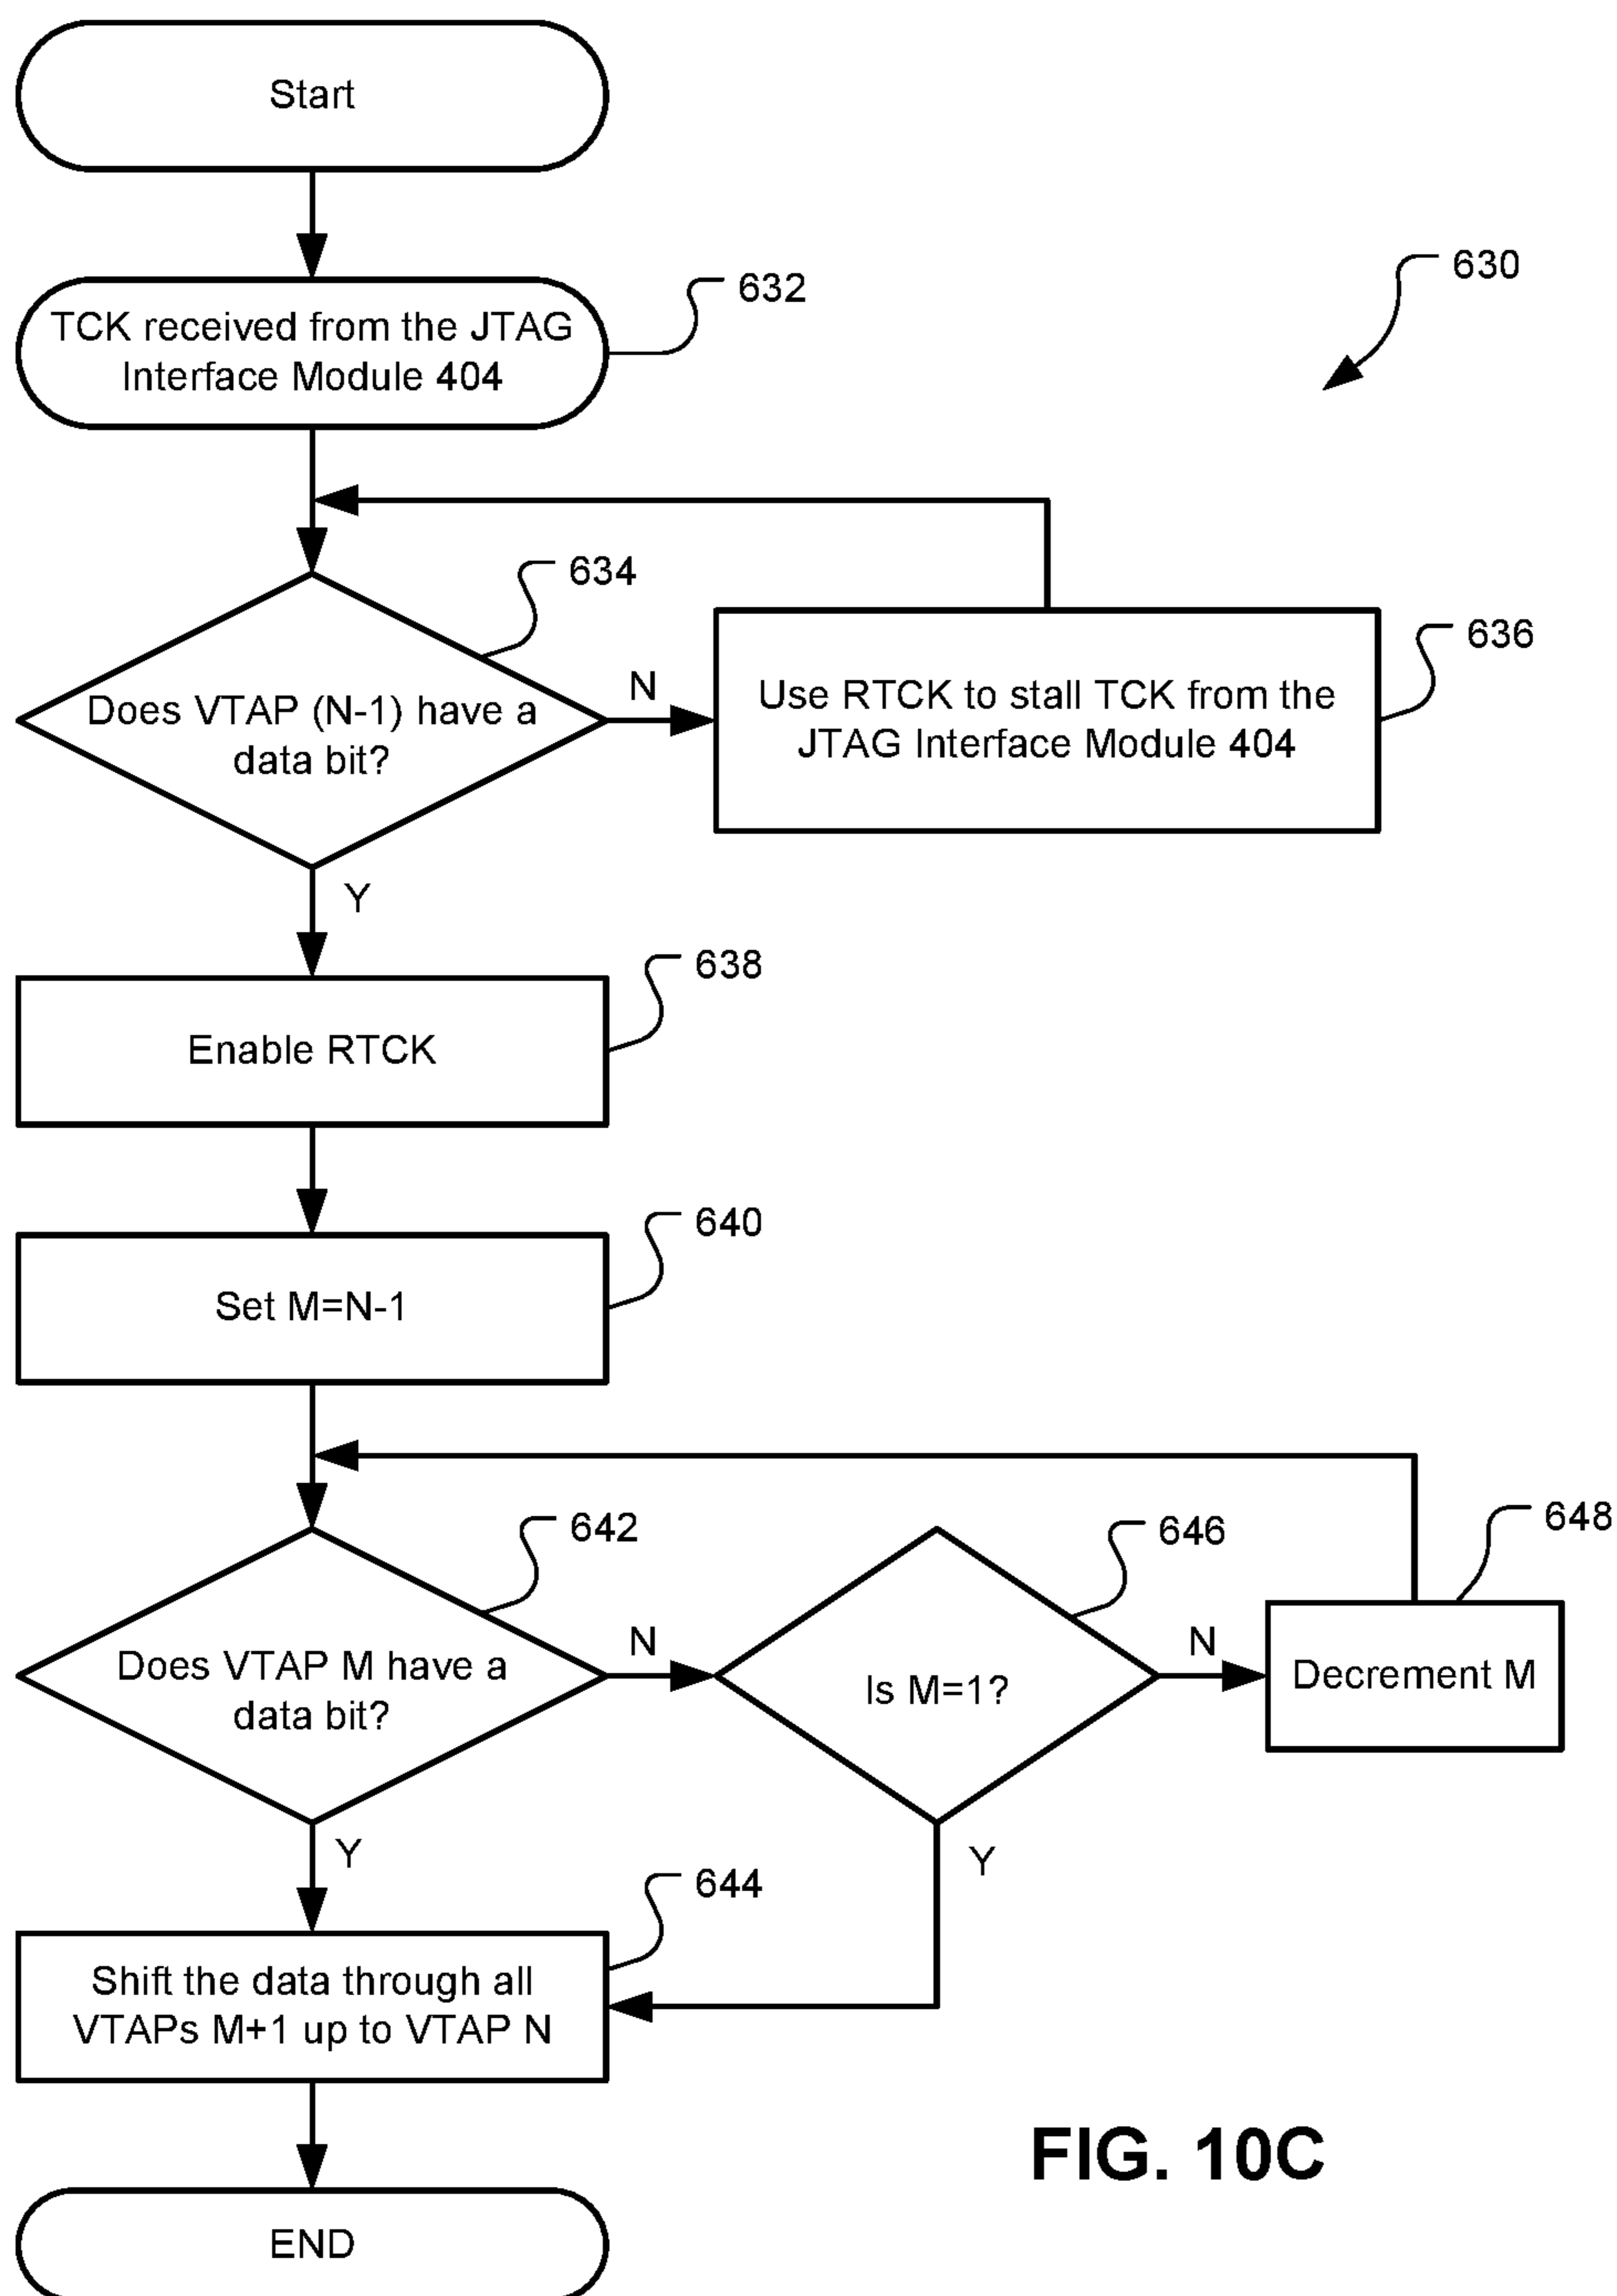 Start
630
632
TCK received from the JTAG
Interface Module 404
634
Does VTAP (N-1) have a
data bit?
N
636
Use RTCK to stall TCK from the
JTAG Interface Module 404
Y
638
Enable RTCK
640
Set M=N-1
642
Does VTAP M have a
data bit?
N
646
Is M=1?
N
648
Decrement M
Y
Y
644
Shift the data through all
VTAPs M+1 up to VTAP N
FIG. 10C
END